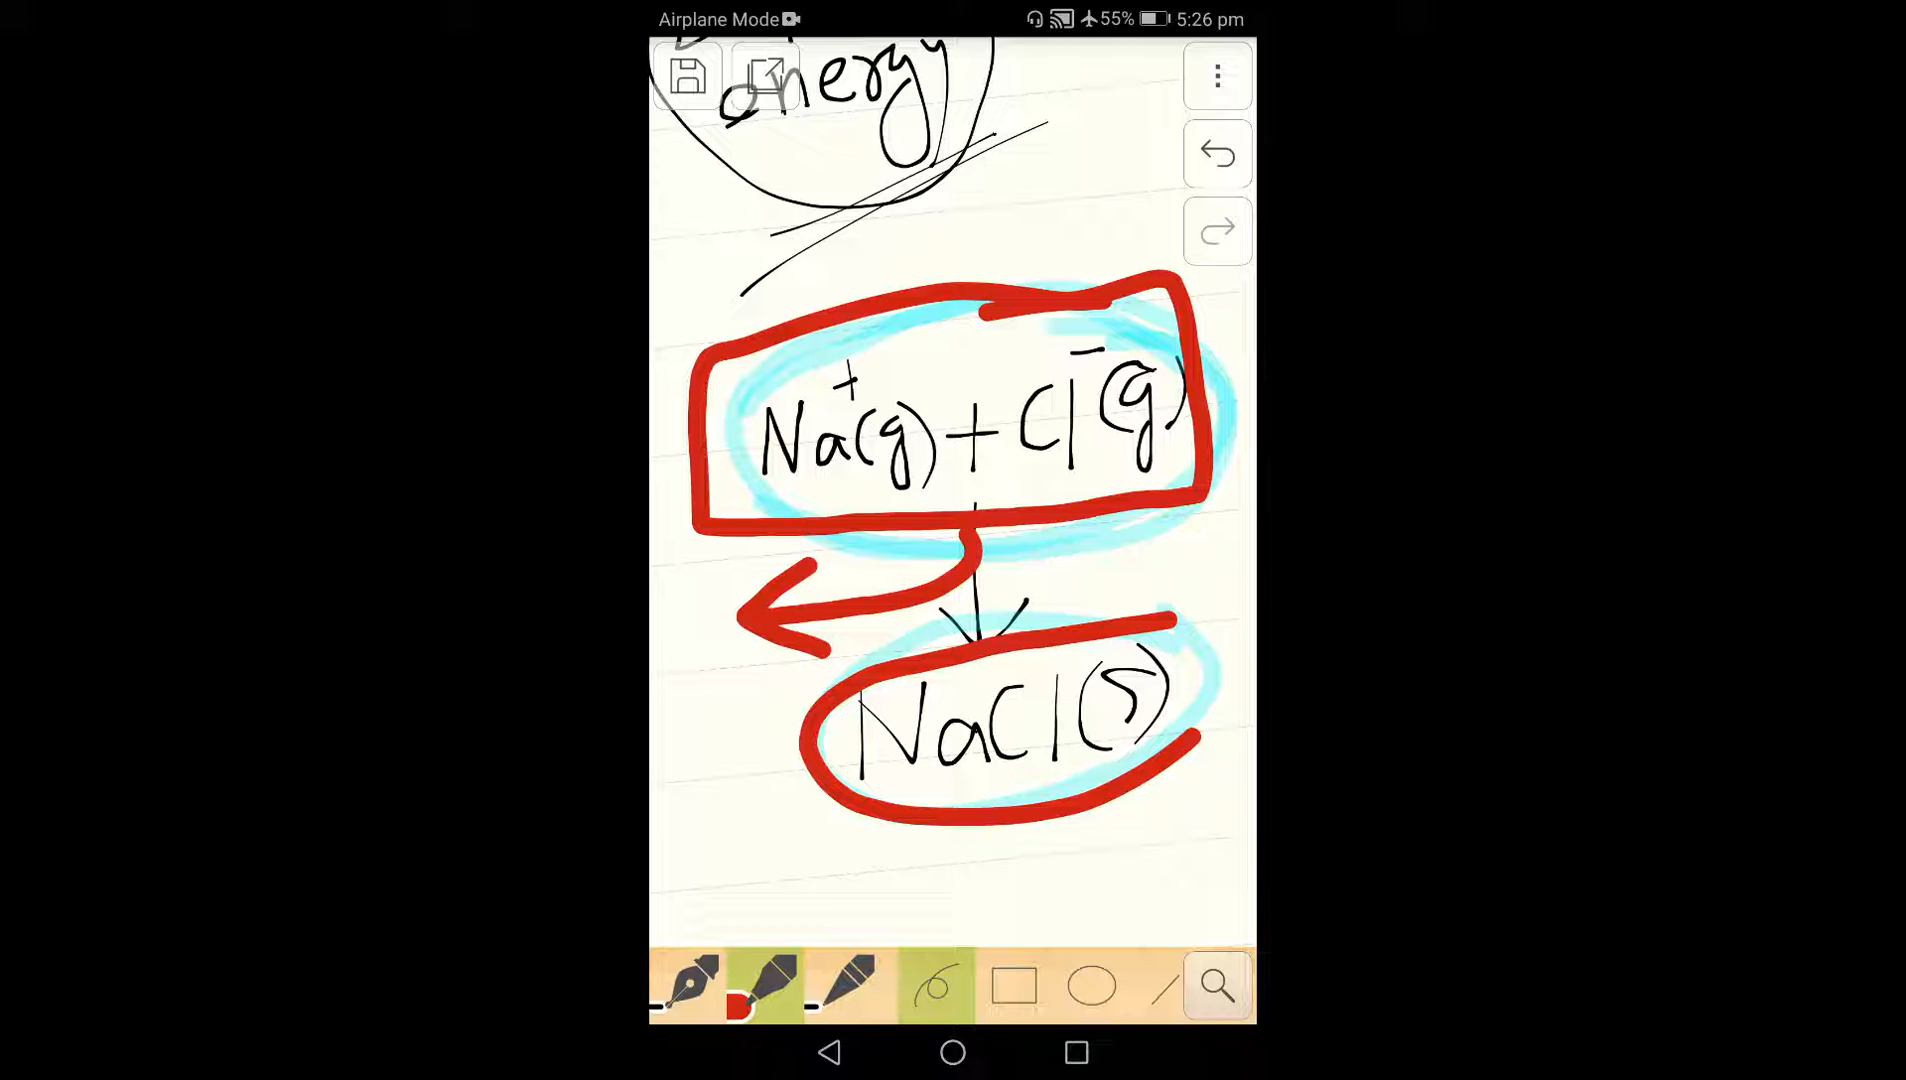 Airplane Mode 55% 5:26 pm
energy
Na⁺(g) + Cl⁻(g)
NaCl(s)